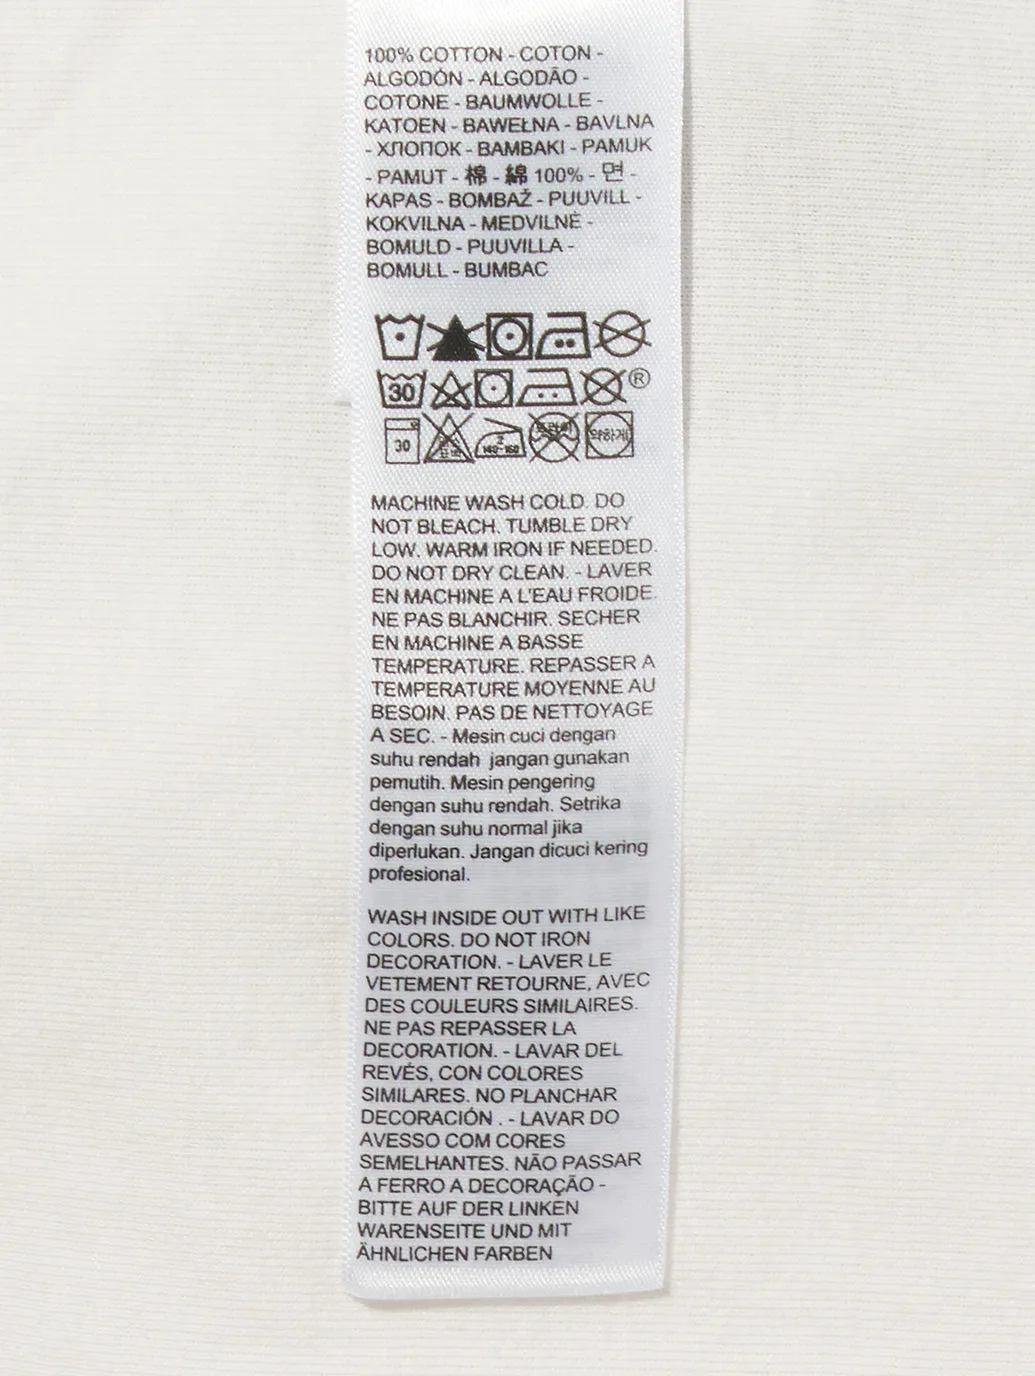 100% COTTON - COTON -
ALGODÓN - ALGODÃO -
COTONE - BAUMWOLLE -
KATOEN - BAWEŁNA - BAVLNA
- ХЛОПОК - BAMBAKI - PAMUK
- PAMUT - 棉 - 綿 100% - 면 -
KAPAS - BOMBAŽ - PUUVILL -
KOKVILNA - MEDVILNĖ -
BOMULD - PUUVILLA -
BOMULL - BUMBAC
30 ®
30 2 140-160 약하게
MACHINE WASH COLD. DO
NOT BLEACH. TUMBLE DRY
LOW. WARM IRON IF NEEDED.
DO NOT DRY CLEAN. - LAVER
EN MACHINE A L'EAU FROIDE.
NE PAS BLANCHIR. SECHER
EN MACHINE A BASSE
TEMPERATURE. REPASSER A
TEMPERATURE MOYENNE AU
BESOIN. PAS DE NETTOYAGE
A SEC. - Mesin cuci dengan
suhu rendah jangan gunakan
pemutih. Mesin pengering
dengan suhu rendah. Setrika
dengan suhu normal jika
diperlukan. Jangan dicuci kering
profesional.
WASH INSIDE OUT WITH LIKE
COLORS. DO NOT IRON
DECORATION. - LAVER LE
VETEMENT RETOURNE, AVEC
DES COULEURS SIMILAIRES.
NE PAS REPASSER LA
DECORATION. - LAVAR DEL
REVÉS, CON COLORES
SIMILARES. NO PLANCHAR
DECORACIÓN . - LAVAR DO
AVESSO COM CORES
SEMELHANTES. NÃO PASSAR
A FERRO A DECORAÇÃO -
BITTE AUF DER LINKEN
WARENSEITE UND MIT
ÄHNLICHEN FARBEN